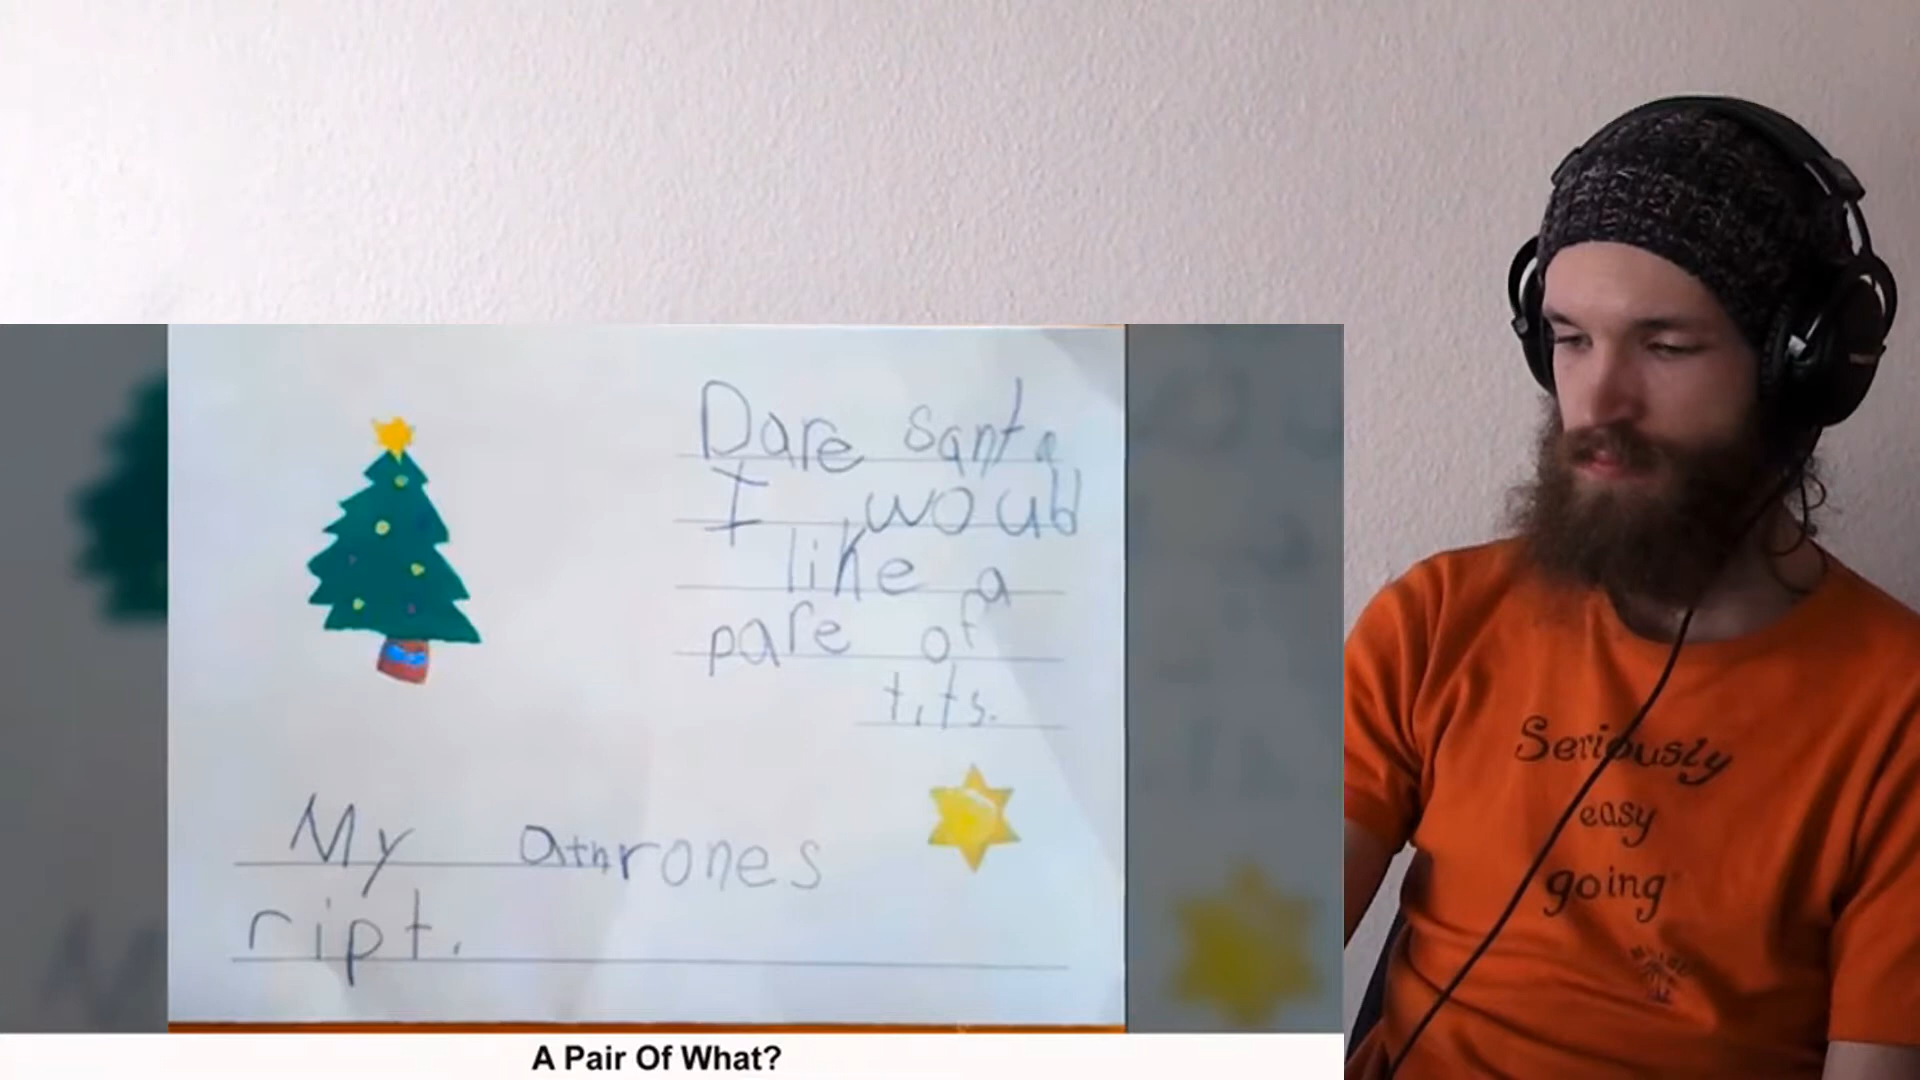 Dare santa
I would
like a
pare of
tits.
My athrones
ript.
A Pair Of What?
Seriously
easy
going